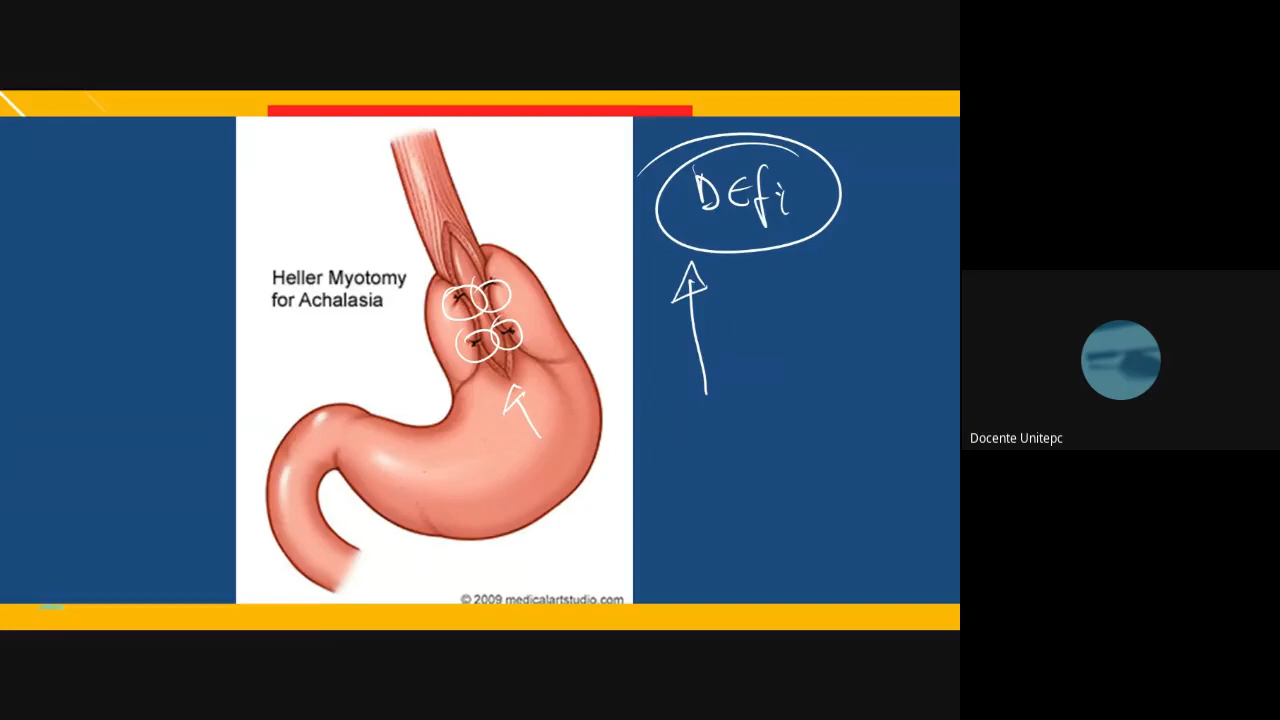 Heller Myotomy
for Achalasia
DEfi
© 2009 medicalartstudio.com
Docente Unitepc